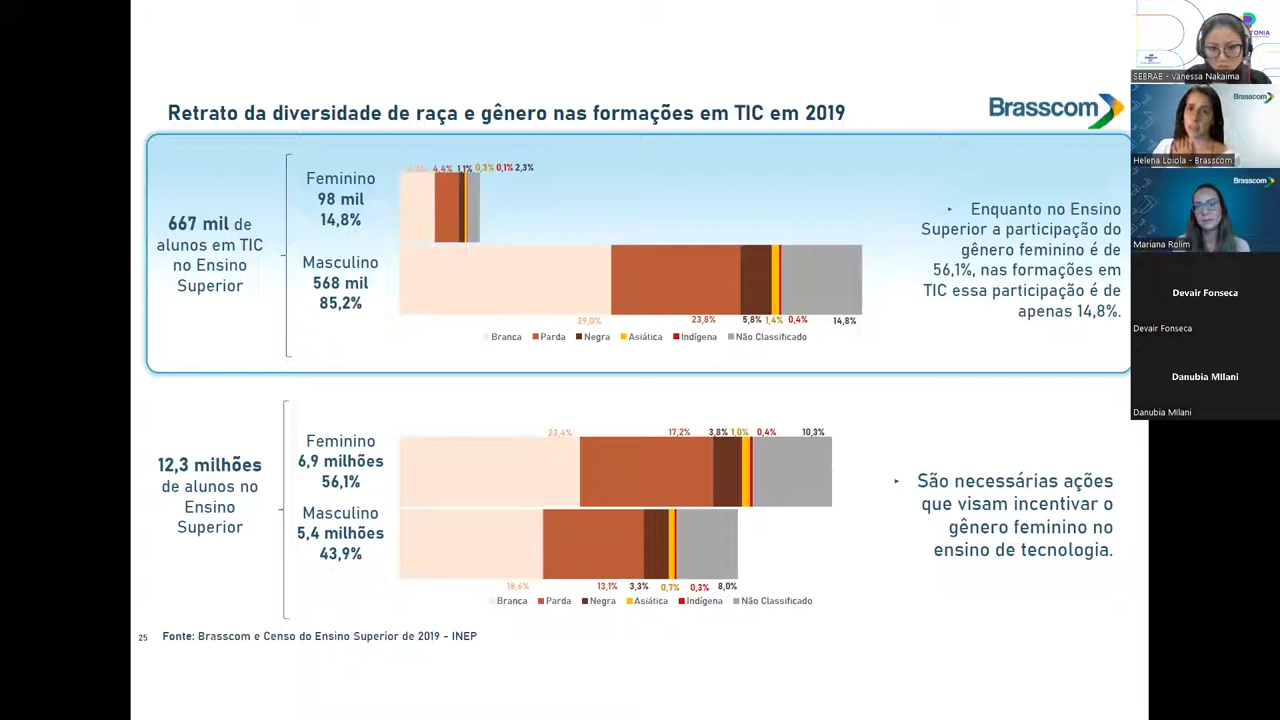 Retrato da diversidade de raça e gênero nas formações em TIC em 2019
Brasscom
667 mil de
alunos em TIC
no Ensino
Superior
Feminino
98 mil
14,8%
Masculino
568 mil
85,2%
4,4% 1,1% 0,3% 0,1% 2,3%
39,0% 23,8% 5,8% 1,4% 0,4% 14,8%
Branca Parda Negra Asiática Indígena Não Classificado
Enquanto no Ensino
Superior a participação do
gênero feminino é de
56,1%, nas formações em
TIC essa participação é de
apenas 14,8%.
12,3 milhões
de alunos no
Ensino
Superior
Feminino
6,9 milhões
56,1%
Masculino
5,4 milhões
43,9%
23,4% 17,2% 3,8% 1,0% 0,4% 10,3%
18,6% 13,1% 3,3% 0,7% 0,3% 8,0%
Branca Parda Negra Asiática Indígena Não Classificado
São necessárias ações
que visam incentivar o
gênero feminino no
ensino de tecnologia.
25 Fonte: Brasscom e Censo do Ensino Superior de 2019 - INEP
SEBRAE - Vanessa Nakaima
Brasscom
Helena Loiola - Brasscom
Brasscom
Mariana Rolim
Devair Fonseca
Devair Fonseca
Danubia MIlani
Danubia MIlani